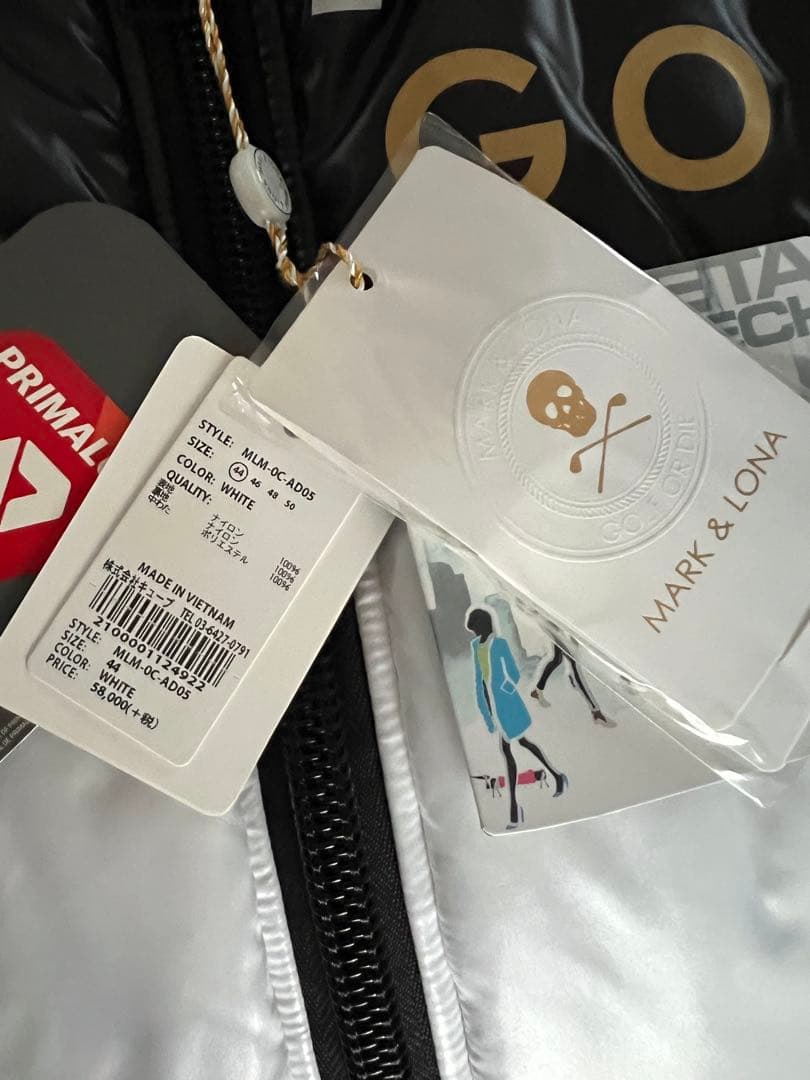 GO
PRIMAL
MARK & LONA
GO FOR DIE
MARK & LONA
STYLE: MLM-0C-AD05
SIZE: 44 46 48 50
COLOR: WHITE
QUALITY:
表地 ナイロン 100%
裏地 ナイロン 100%
中わた ポリエステル 100%
MADE IN VIETNAM
株式会社キューブ TEL 03-6427-0791
2100001124922
STYLE: MLM-0C-AD05
SIZE: 44
COLOR: WHITE
PRICE: 58,000(+税)